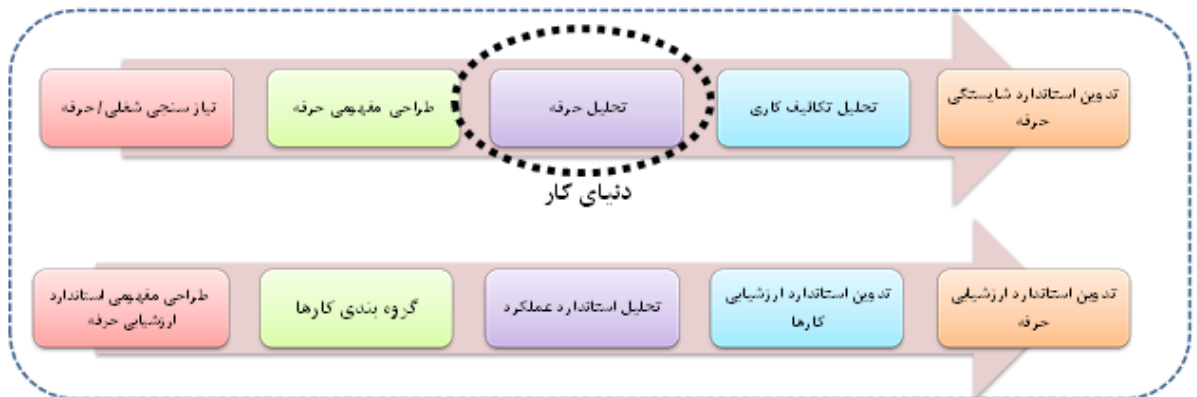 نیاز سنجی شغلی/حرفه
طراحی مفهومی حرفه
تحلیل حرفه
تحلیل تکالیف کاری
تدوین استاندارد شایستگی
حرفه
دنیای کار
طراحی مفهومی استاندارد
ارزشیابی حرفه
گروه بندی کارها
تحلیل استاندارد عملکرد
تدوین استاندارد ارزشیابی
کارها
تدوین استاندارد ارزشیابی
حرفه